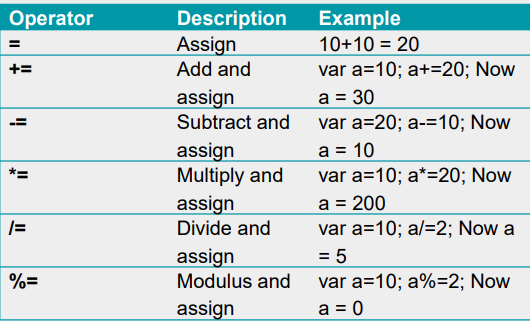 Operator Description Example
= Assign 10+10 = 20
+= Add and var a=10; a+=20; Now
assign a = 30
-= Subtract and var a=20; a-=10; Now
assign a = 10
*= Multiply and var a=10; a*=20; Now
assign a = 200
/= Divide and var a=10; a/=2; Now a
assign = 5
%= Modulus and var a=10; a%=2; Now
assign a = 0